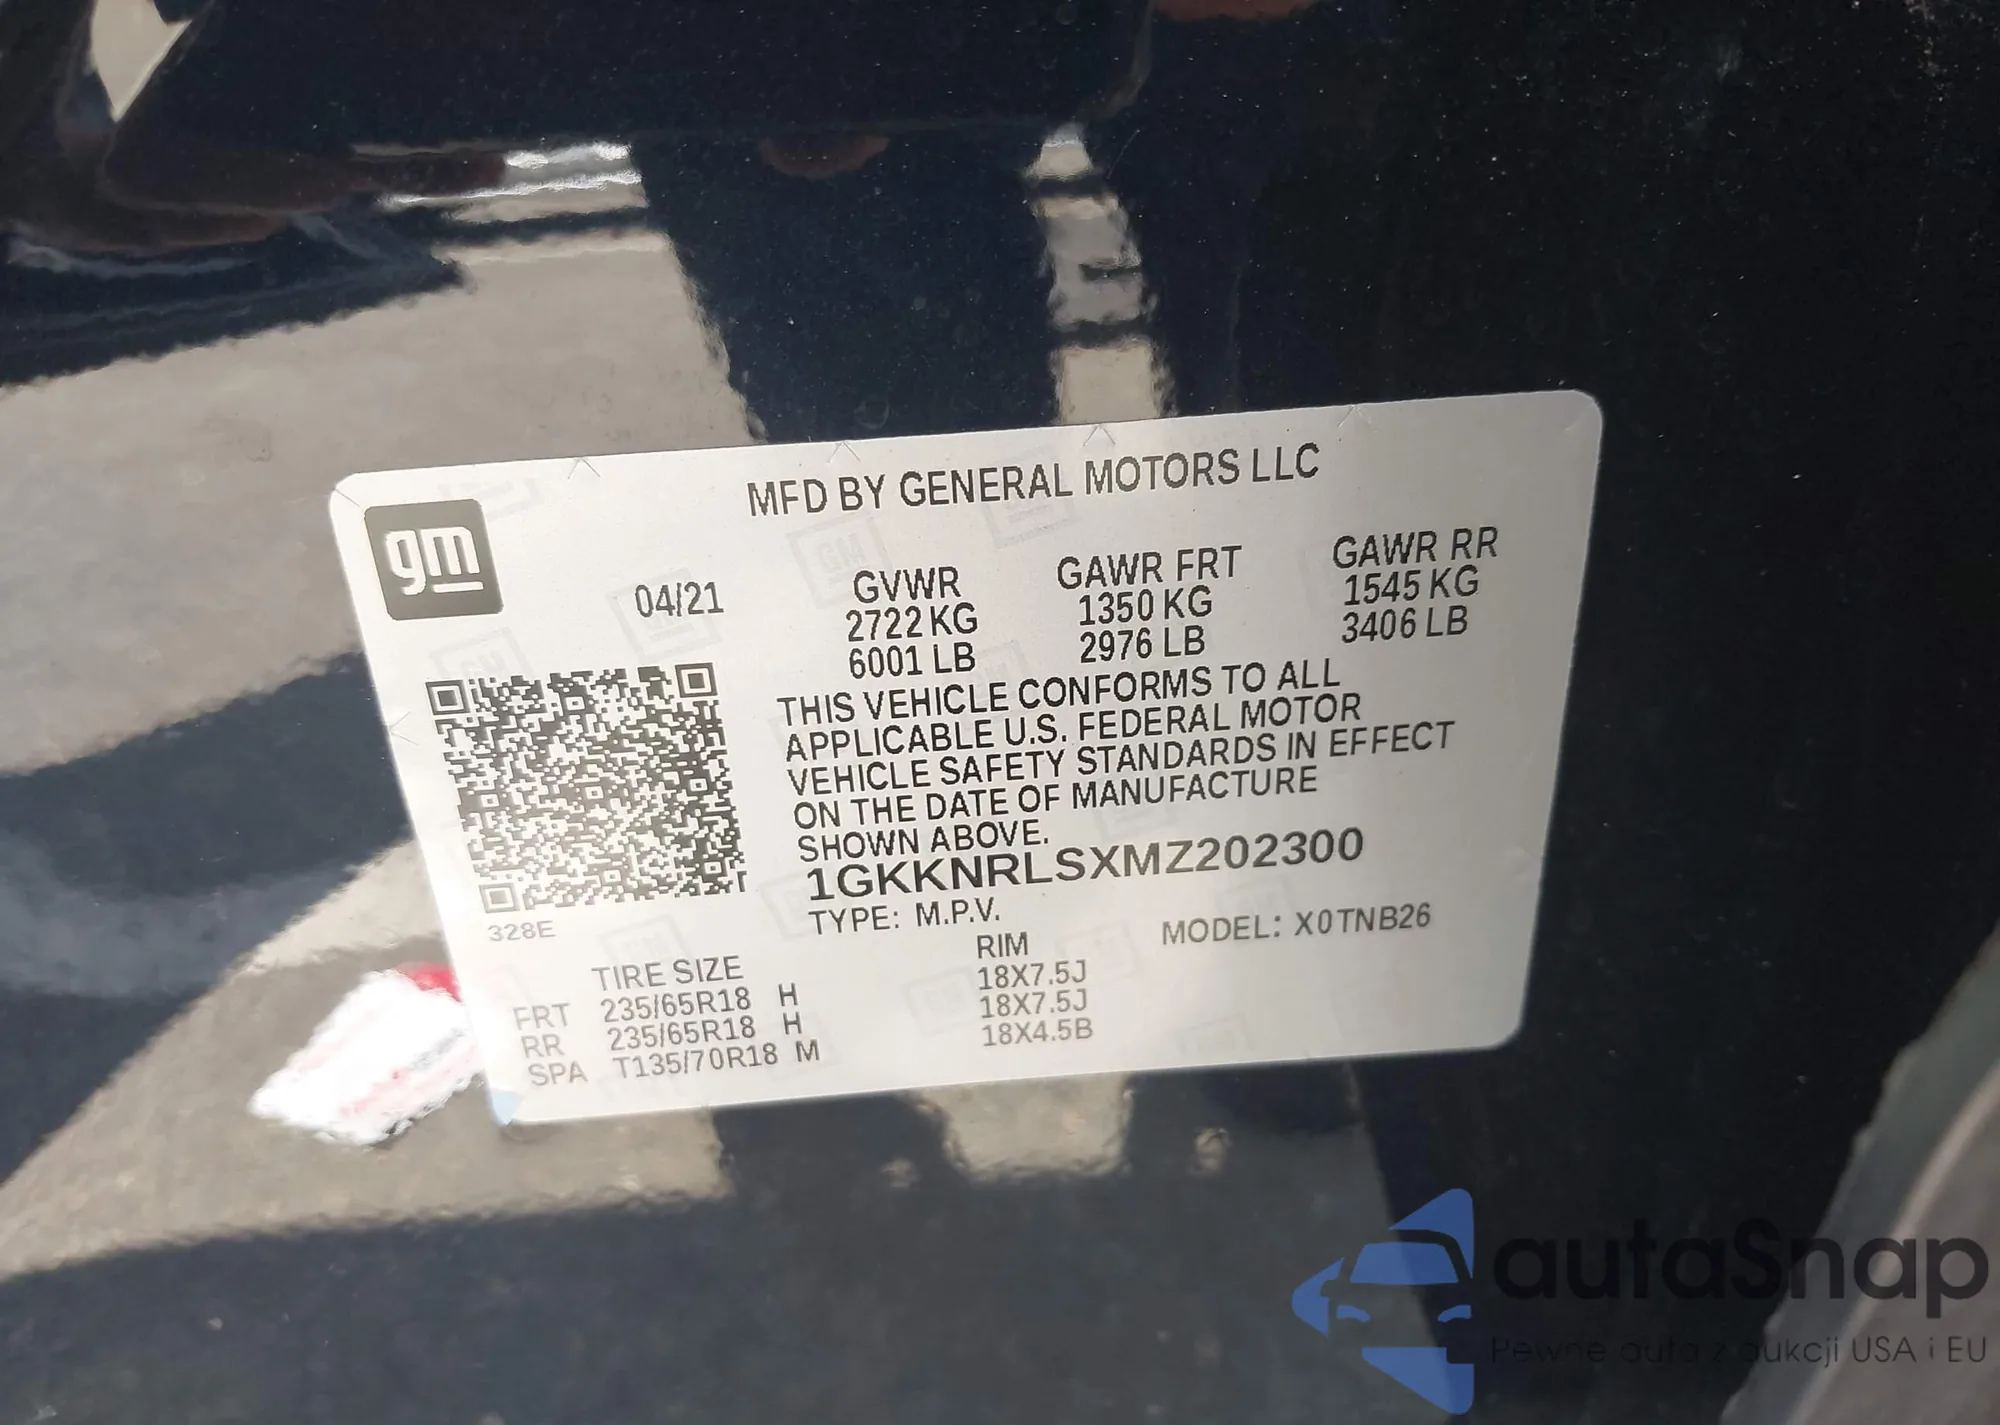 MFD BY GENERAL MOTORS LLC
gm
04/21 GVWR GAWR FRT GAWR RR
2722 KG 1350 KG 1545 KG
6001 LB 2976 LB 3406 LB
THIS VEHICLE CONFORMS TO ALL
APPLICABLE U.S. FEDERAL MOTOR
VEHICLE SAFETY STANDARDS IN EFFECT
ON THE DATE OF MANUFACTURE
SHOWN ABOVE.
1GKKNRLSXMZ202300
328E
TYPE: M.P.V. MODEL: X0TNB26
TIRE SIZE RIM
FRT 235/65R18 H 18X7.5J
RR 235/65R18 H 18X7.5J
SPA T135/70R18 M 18X4.5B
autaSnap
Pewne auta z aukcji USA i EU